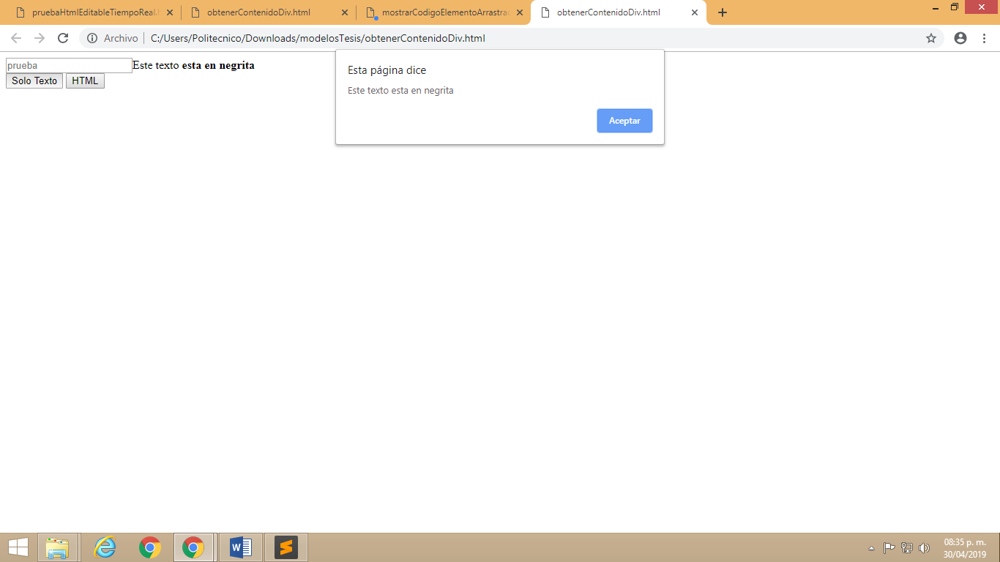 pruebaHtmlEditableTiempoReal.
obtenerContenidoDiv.html
mostrarCodigoElementoArrastra
obtenerContenidoDiv.html
Archivo
C:/Users/Politecnico/Downloads/modelosTesis/obtenerContenidoDiv.html
prueba
Este texto esta en negrita
Solo Texto
HTML
Esta página dice
Este texto esta en negrita
Aceptar
08:35 p. m.
30/04/2019